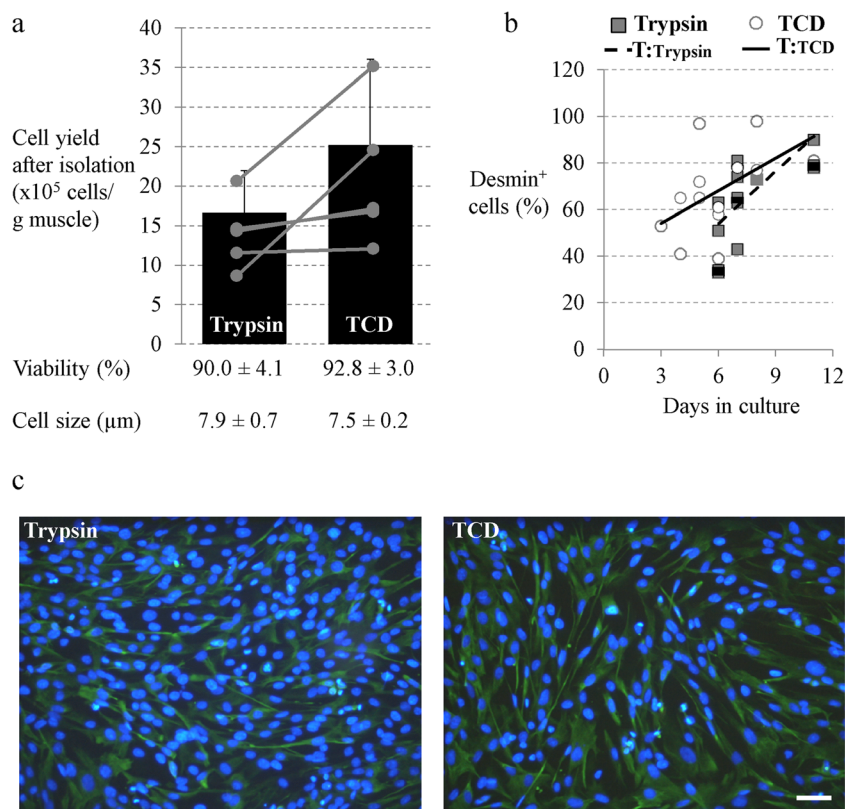 a
40
35
30
25
20
15
10
5
0
Cell yield
after isolation
(x10⁵ cells/
g muscle)
Trypsin
TCD
Viability (%) 90.0 ± 4.1 92.8 ± 3.0
Cell size (µm) 7.9 ± 0.7 7.5 ± 0.2
b
Trypsin TCD
T:Trypsin T:TCD
120
100
80
60
40
20
0
Desmin⁺
cells (%)
0 3 6 9 12
Days in culture
c
Trypsin
TCD